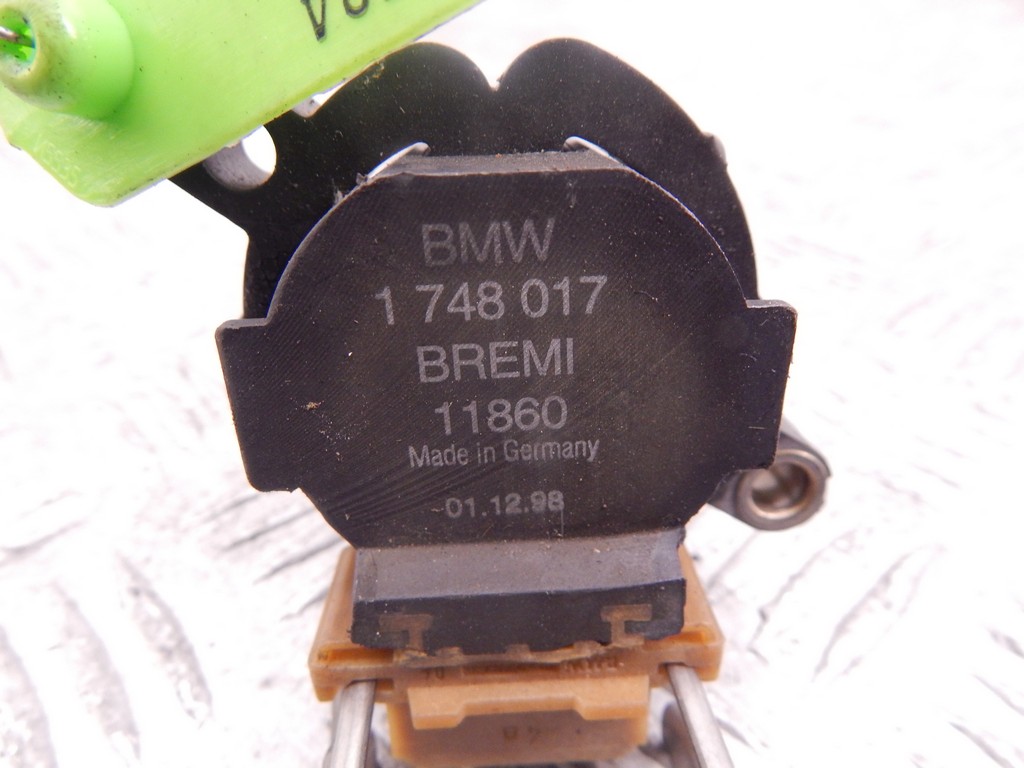 BMW
1 748 017
BREMI
11860
Made in Germany
01.12.98